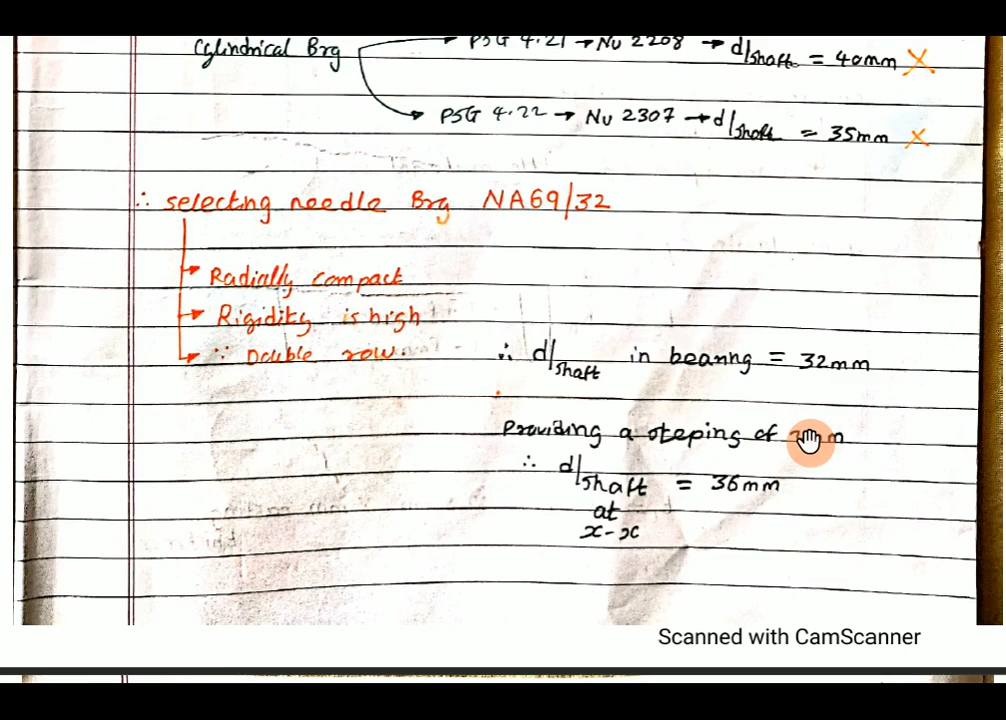 Cylindrical Brg → PSG 4.21 → NU 2208 → d/shaft = 40mm X
→ PSG 4.22 → NU 2307 → d/shaft = 35mm X
∴ selecting needle Brg NA69/32
→ Radially compact
→ Rigidity is high
→ ∵ Double row.
∴ d/shaft in bearing = 32mm
Providing a steping of
∴ d/shaft = 36mm
at
x-x
Scanned with CamScanner